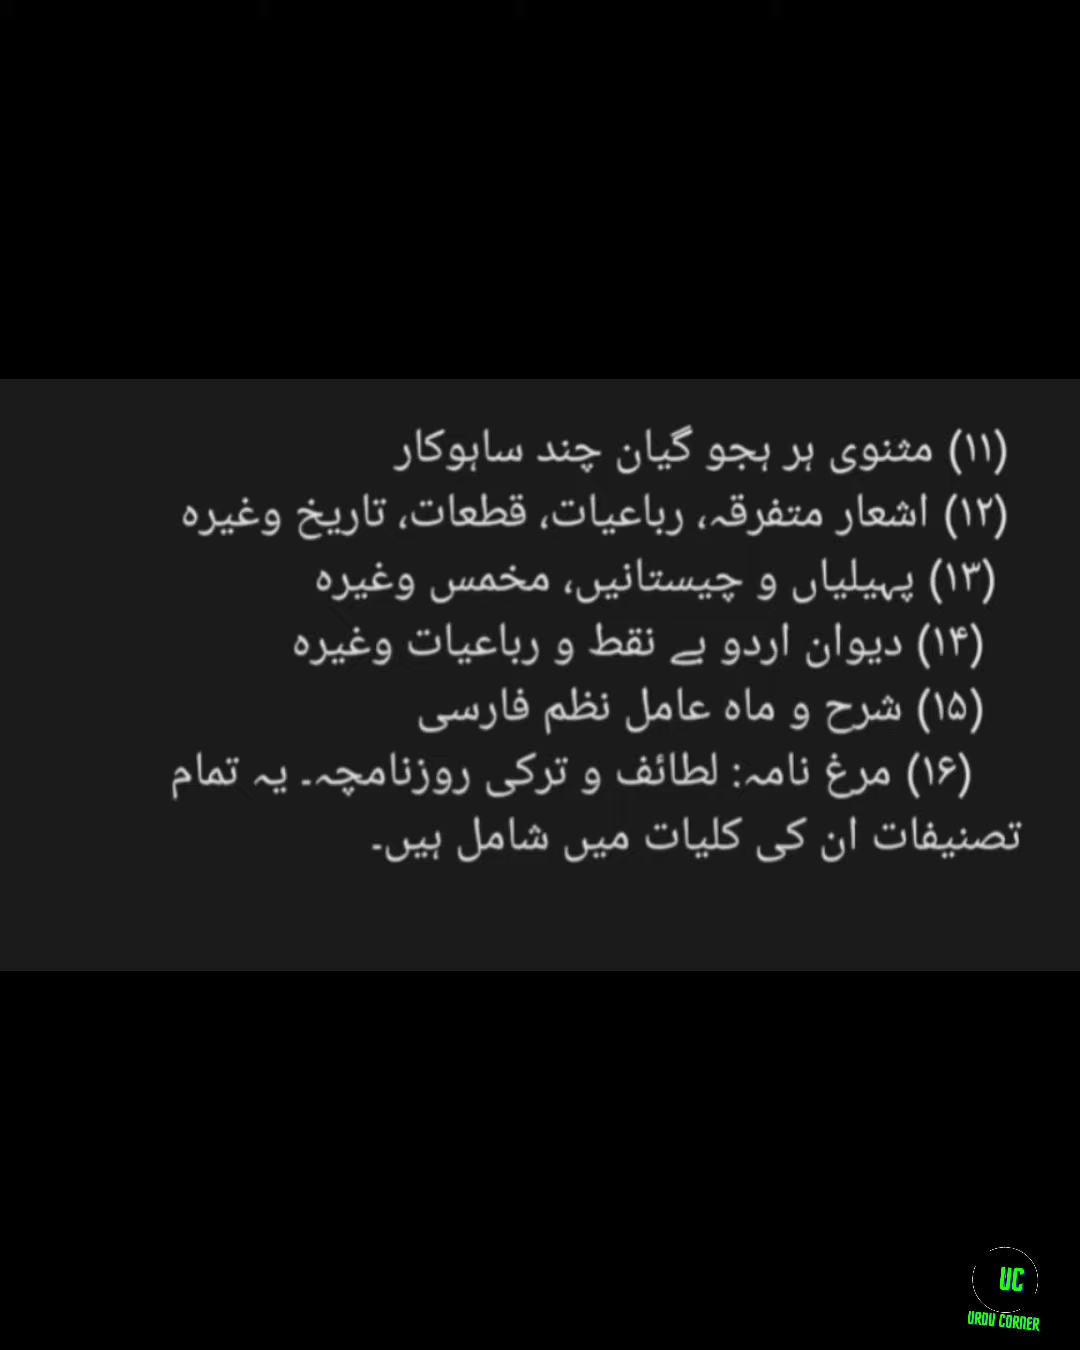 (۱۱) مثنوی ہر ہجو گیان چند ساہوکار
(۱۲) اشعار متفرقہ، رباعیات، قطعات، تاریخ وغیرہ
(۱۳) پہیلیاں و چیستانیں، مخمس وغیرہ
(۱۴) دیوان اردو بے نقط و رباعیات وغیرہ
(۱۵) شرح و ماہ عامل نظم فارسی
(۱۶) مرغ نامہ: لطائف و ترکی روزنامچہ۔ یہ تمام
تصنیفات ان کی کلیات میں شامل ہیں۔
UC
URDU CORNER